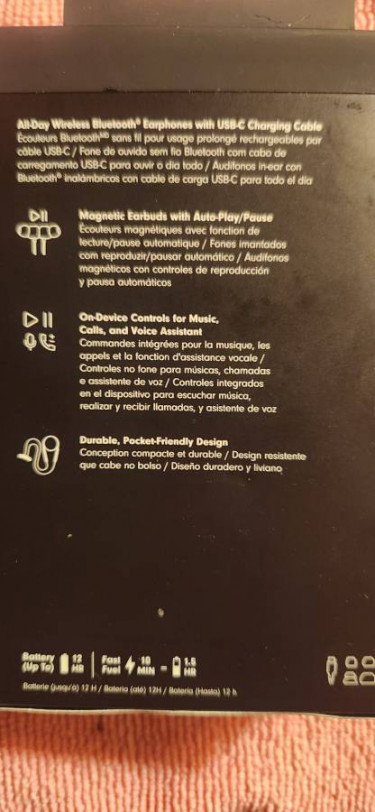 All-Day Wireless Bluetooth® Earphones with USB-C Charging Cable
Écouteurs Bluetooth^MD sans fil pour usage prolongé rechargeables par
câble USB-C / Fone de ouvido sem fio Bluetooth com cabo de
carregamento USB-C para ouvir o dia todo / Audífonos in-ear con
Bluetooth® inalámbricos con cable de carga USB-C para todo el día
Magnetic Earbuds with Auto-Play/Pause
Écouteurs magnétiques avec fonction de
lecture/pause automatique / Fones imantados
com reproduzir/pausar automático / Audífonos
magnéticos con controles de reproducción
y pausa automáticos
On-Device Controls for Music,
Calls, and Voice Assistant
Commandes intégrées pour la musique, les
appels et la fonction d'assistance vocale /
Controles no fone para músicas, chamadas
e assistente de voz / Controles integrados
en el dispositivo para escuchar música,
realizar y recibir llamadas, y asistente de voz
Durable, Pocket-Friendly Design
Conception compacte et durable / Design resistente
que cabe no bolso / Diseño duradero y liviano
Battery (Up To) 12 HR | Fast Fuel 10 MIN = 1.5 HR
Batterie (jusqu'à) 12 H / Bateria (até) 12H / Batería (Hasta) 12 h